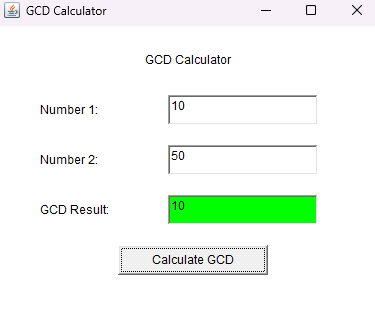 GCD Calculator
GCD Calculator
Number 1: 10
Number 2: 50
GCD Result: 10
Calculate GCD